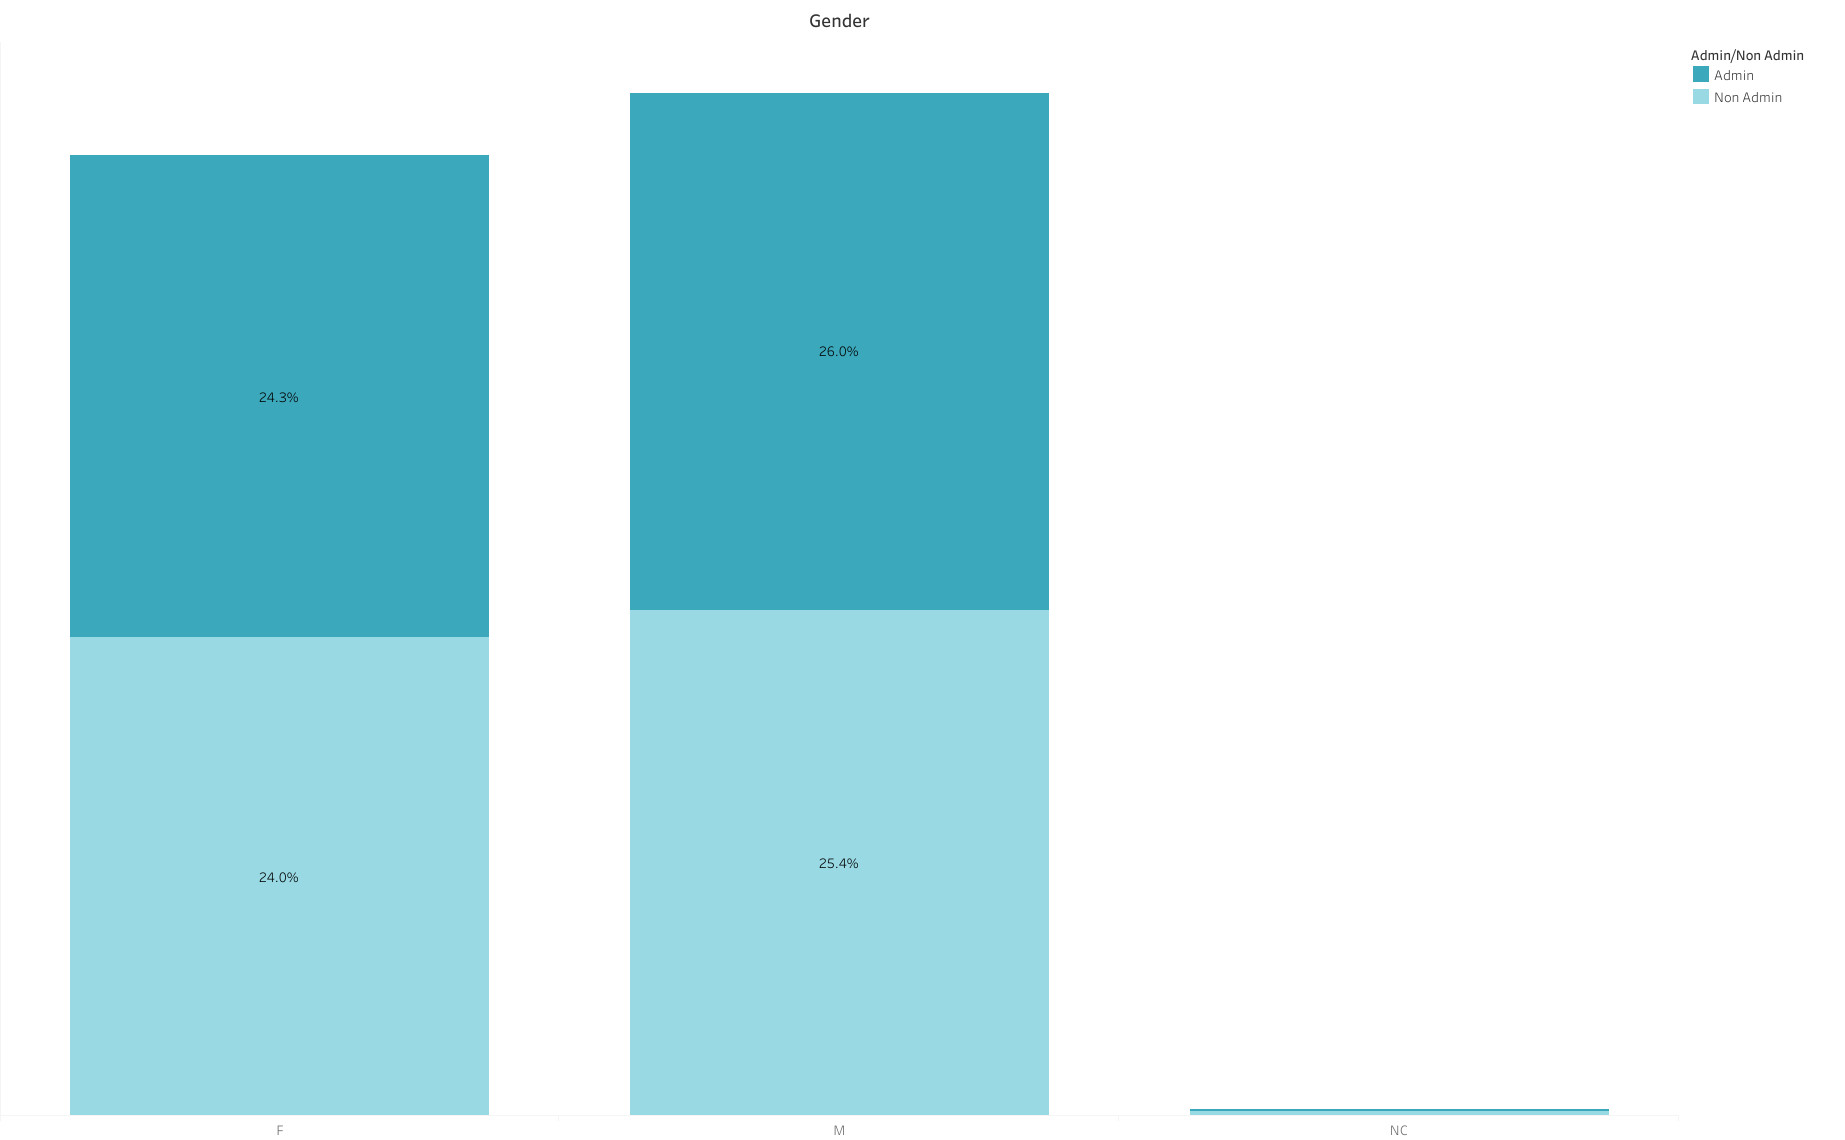 Gender
Admin/Non Admin
Admin
Non Admin
26.0%
24.3%
25.4%
24.0%
F
M
NC